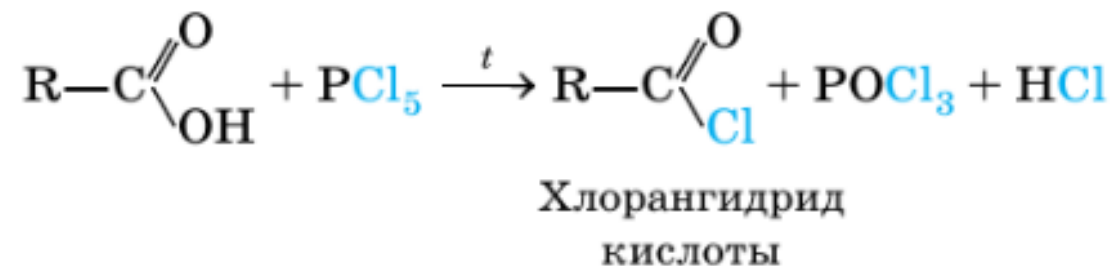 R—C(=O)OH + PCl₅ —t→ R—C(=O)Cl + POCl₃ + HCl
Хлорангидрид
кислоты